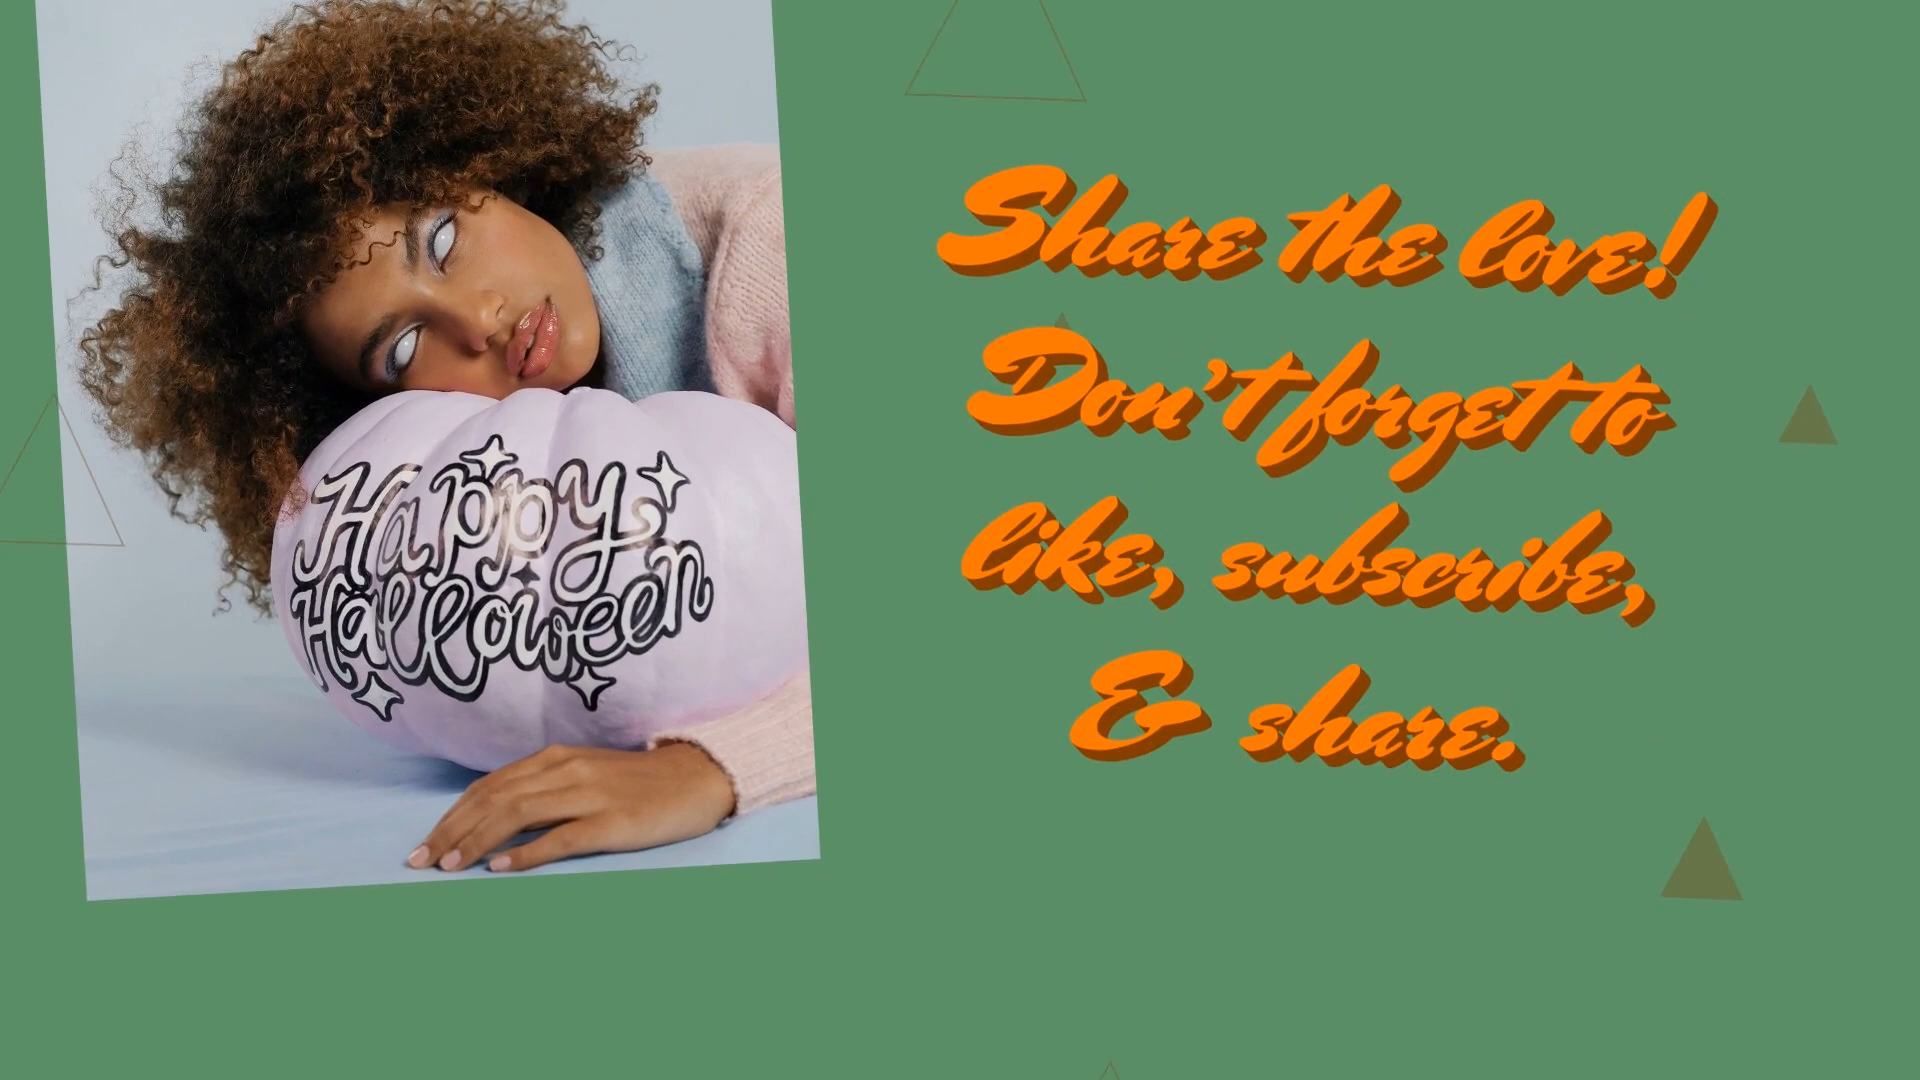 Happy
Halloween
Share the love!
Don't forget to
like, subscribe,
& share.